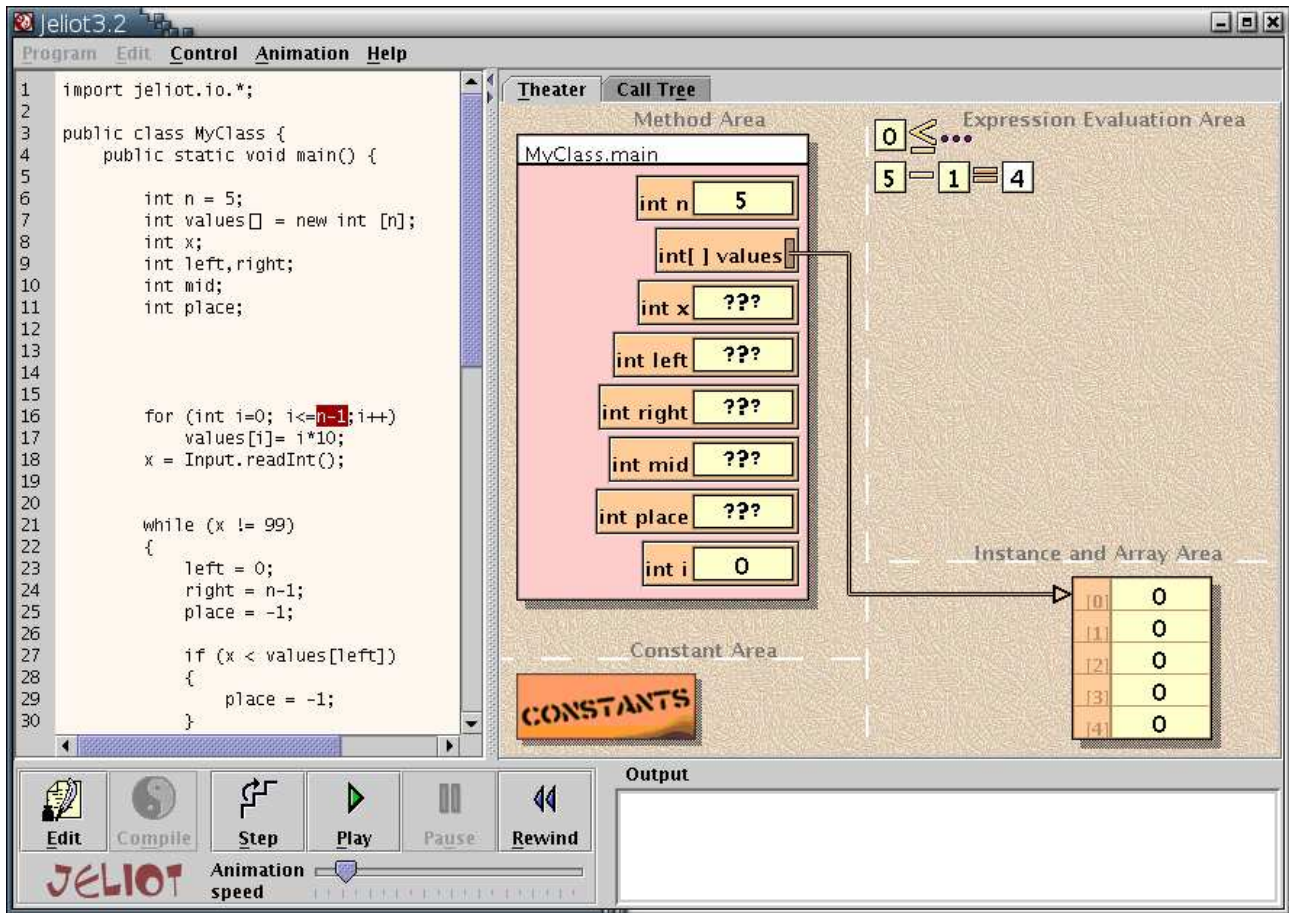 Jeliot3.2
Program Edit Control Animation Help
1 import jeliot.io.*;
2
3 public class MyClass {
4 public static void main() {
5
6 int n = 5;
7 int values[] = new int [n];
8 int x;
9 int left,right;
10 int mid;
11 int place;
12
13
14
15
16 for (int i=0; i<=n-1;i++)
17 values[i]= i*10;
18 x = Input.readInt();
19
20
21 while (x != 99)
22 {
23 left = 0;
24 right = n-1;
25 place = -1;
26
27 if (x < values[left])
28 {
29 place = -1;
30 }
Theater Call Tree
Method Area
MyClass.main
int n 5
int[ ] values
int x ???
int left ???
int right ???
int mid ???
int place ???
int i 0
Expression Evaluation Area
0 ≤ ...
5 − 1 = 4
Constant Area
CONSTANTS
Instance and Array Area
[0] 0
[1] 0
[2] 0
[3] 0
[4] 0
Edit Compile Step Play Pause Rewind
JELIOT
Animation
speed
Output